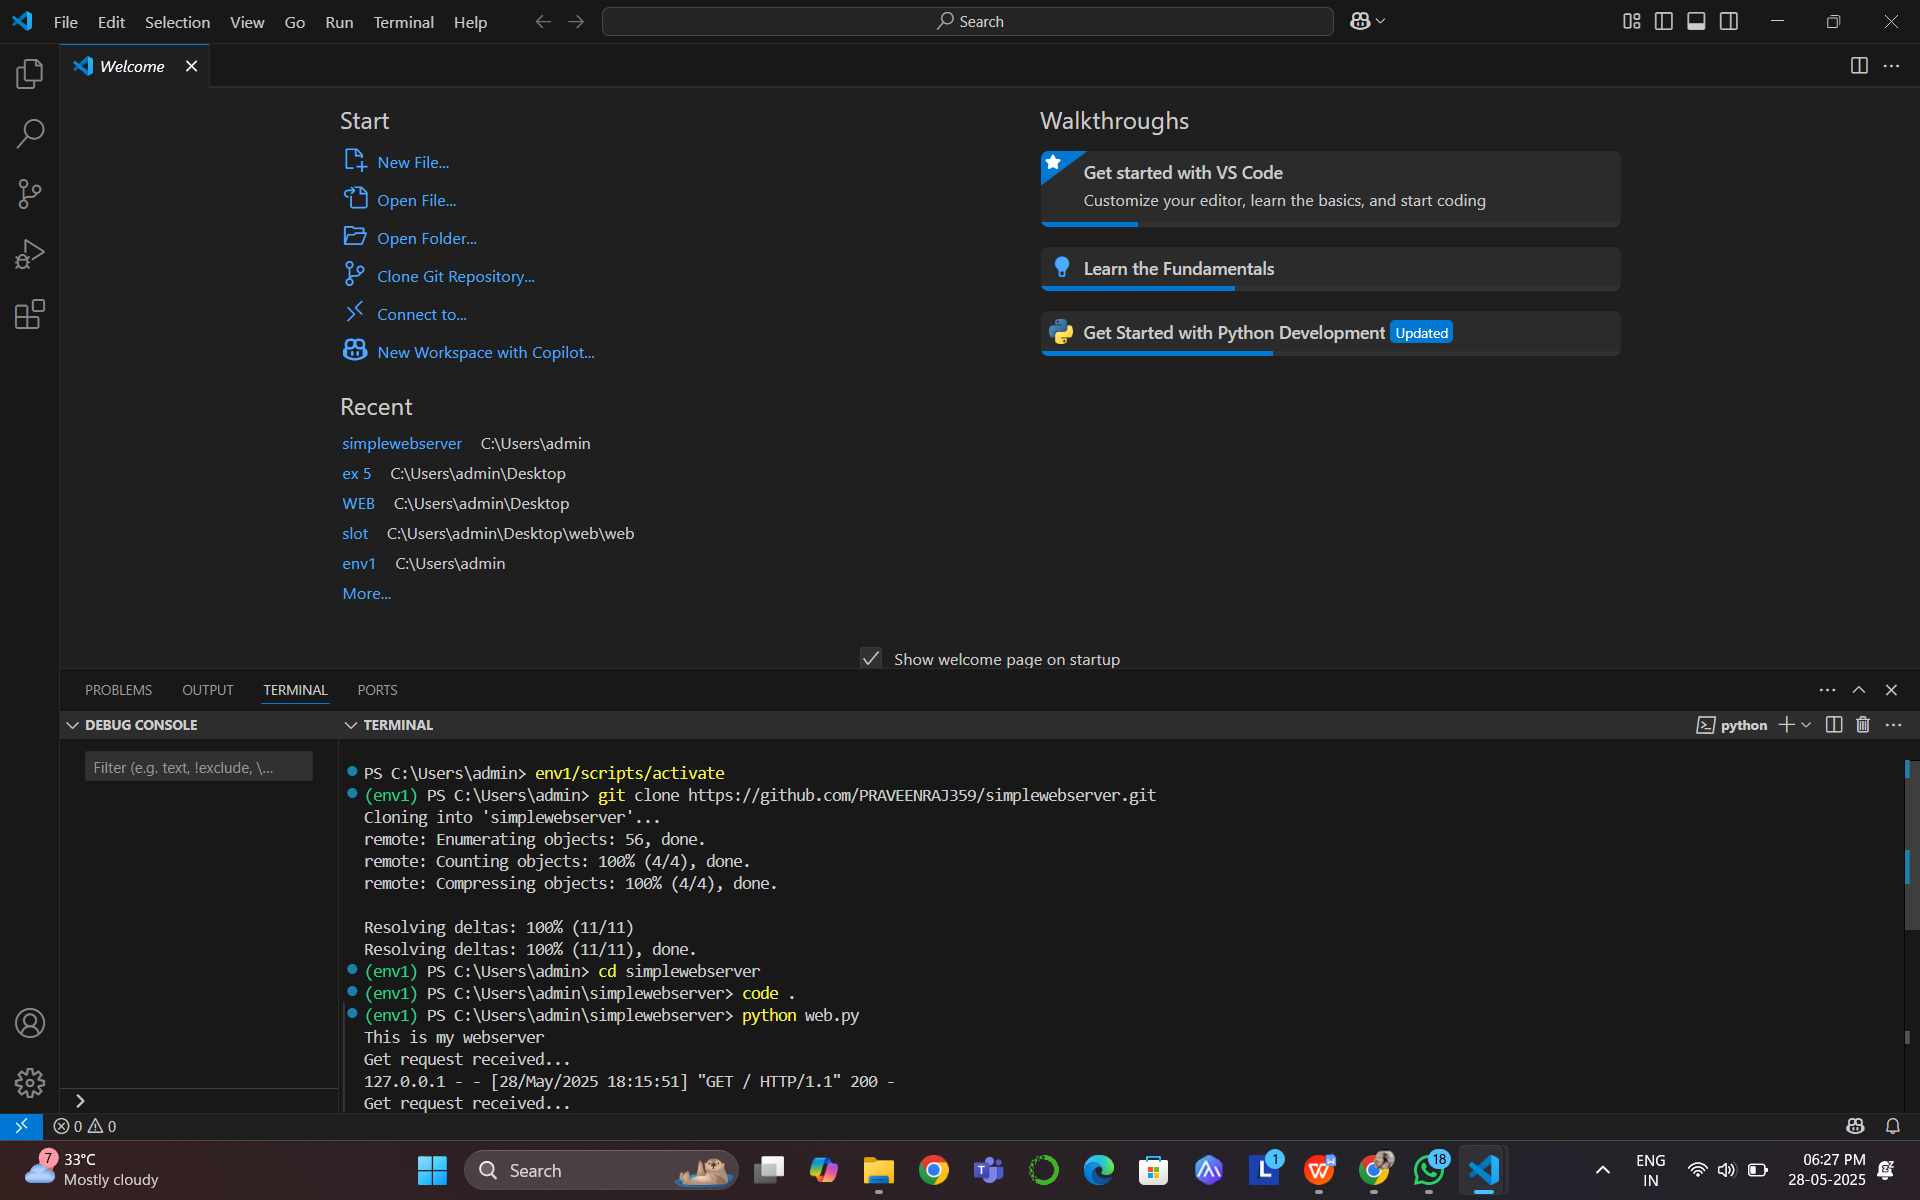 File Edit Selection View Go Run Terminal Help
Search
Welcome
Start
New File...
Open File...
Open Folder...
Clone Git Repository...
Connect to...
New Workspace with Copilot...
Recent
simplewebserver C:\Users\admin
ex 5 C:\Users\admin\Desktop
WEB C:\Users\admin\Desktop
slot C:\Users\admin\Desktop\web\web
env1 C:\Users\admin
More...
Walkthroughs
Get started with VS Code
Customize your editor, learn the basics, and start coding
Learn the Fundamentals
Get Started with Python Development Updated
Show welcome page on startup
PROBLEMS OUTPUT TERMINAL PORTS
DEBUG CONSOLE
Filter (e.g. text, !exclude, \...
TERMINAL
python
PS C:\Users\admin> env1/scripts/activate
(env1) PS C:\Users\admin> git clone https://github.com/PRAVEENRAJ359/simplewebserver.git
Cloning into 'simplewebserver'...
remote: Enumerating objects: 56, done.
remote: Counting objects: 100% (4/4), done.
remote: Compressing objects: 100% (4/4), done.
Resolving deltas: 100% (11/11)
Resolving deltas: 100% (11/11), done.
(env1) PS C:\Users\admin> cd simplewebserver
(env1) PS C:\Users\admin\simplewebserver> code .
(env1) PS C:\Users\admin\simplewebserver> python web.py
This is my webserver
Get request received...
127.0.0.1 - - [28/May/2025 18:15:51] "GET / HTTP/1.1" 200 -
Get request received...
0 0
7
33°C
Mostly cloudy
Search
L 1
W
18
ENG
IN
06:27 PM
28-05-2025